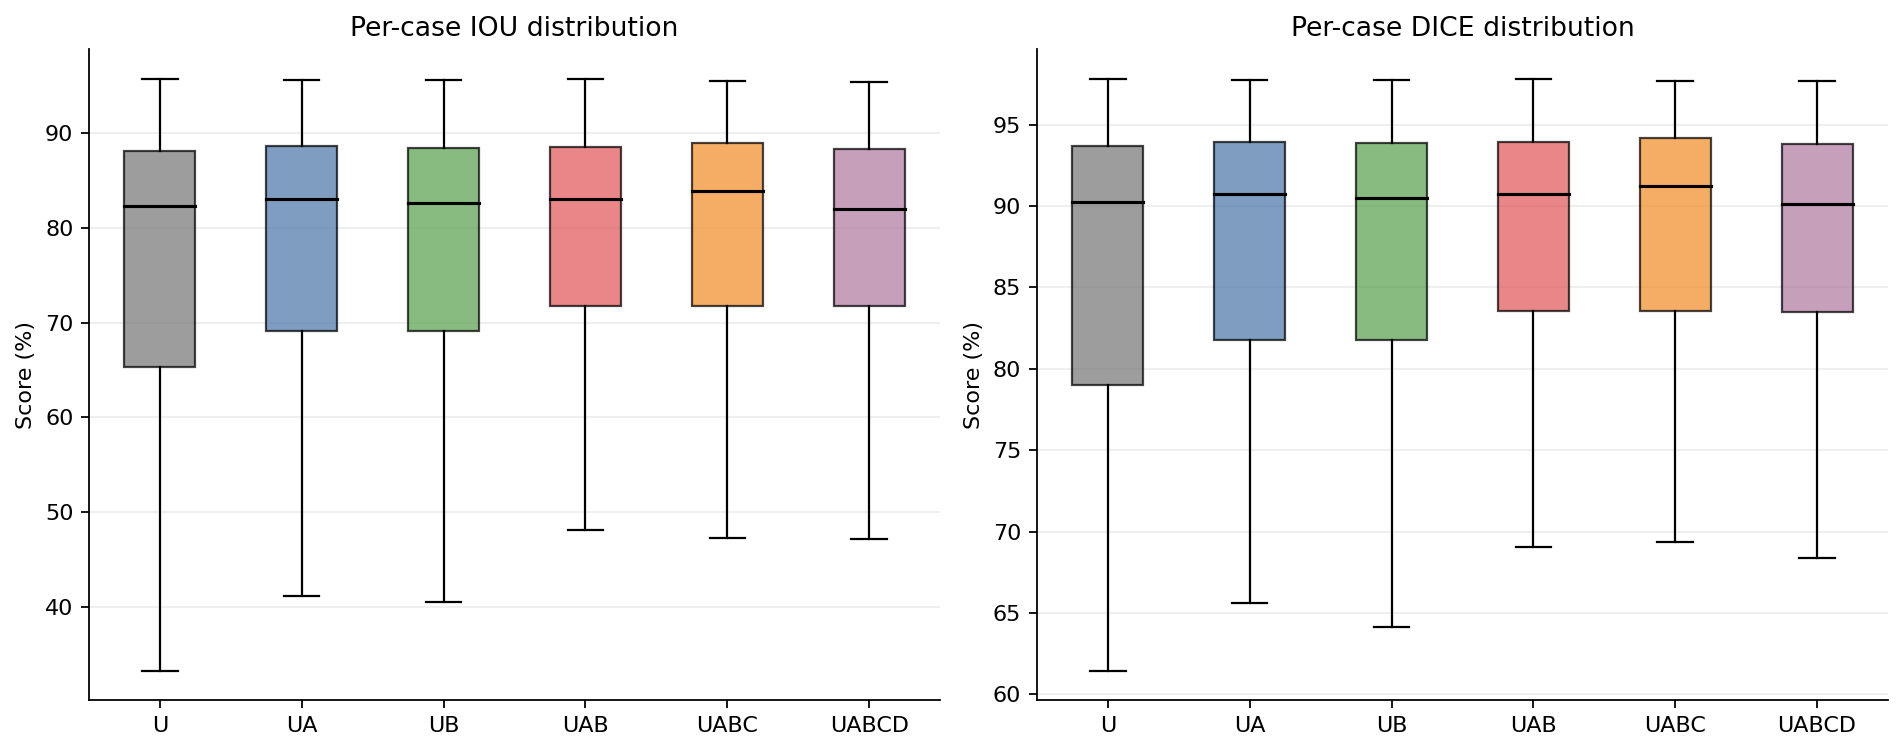 Per-case IOU distribution
Score (%)
90
80
70
60
50
40
U UA UB UAB UABC UABCD
Per-case DICE distribution
Score (%)
95
90
85
80
75
70
65
60
U UA UB UAB UABC UABCD